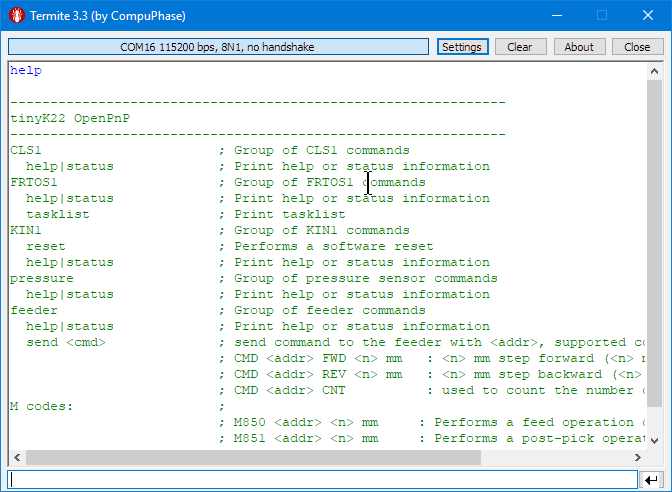 Termite 3.3 (by CompuPhase)
COM16 115200 bps, 8N1, no handshake
Settings
Clear
About
Close
help
--------------------------------------------------------------
tinyK22 OpenPnP
--------------------------------------------------------------
CLS1 ; Group of CLS1 commands
help|status ; Print help or status information
FRTOS1 ; Group of FRTOS1 commands
help|status ; Print help or status information
tasklist ; Print tasklist
KIN1 ; Group of KIN1 commands
reset ; Performs a software reset
help|status ; Print help or status information
pressure ; Group of pressure sensor commands
help|status ; Print help or status information
feeder ; Group of feeder commands
help|status ; Print help or status information
send <cmd> ; send command to the feeder with <addr>, supported
; CMD <addr> FWD <n> mm : <n> mm step forward (<n>
; CMD <addr> REV <n> mm : <n> mm step backward (<n>
; CMD <addr> CNT : used to count the number
M codes: ;
; M850 <addr> <n> mm : Performs a feed operation
; M851 <addr> <n> mm : Performs a post-pick